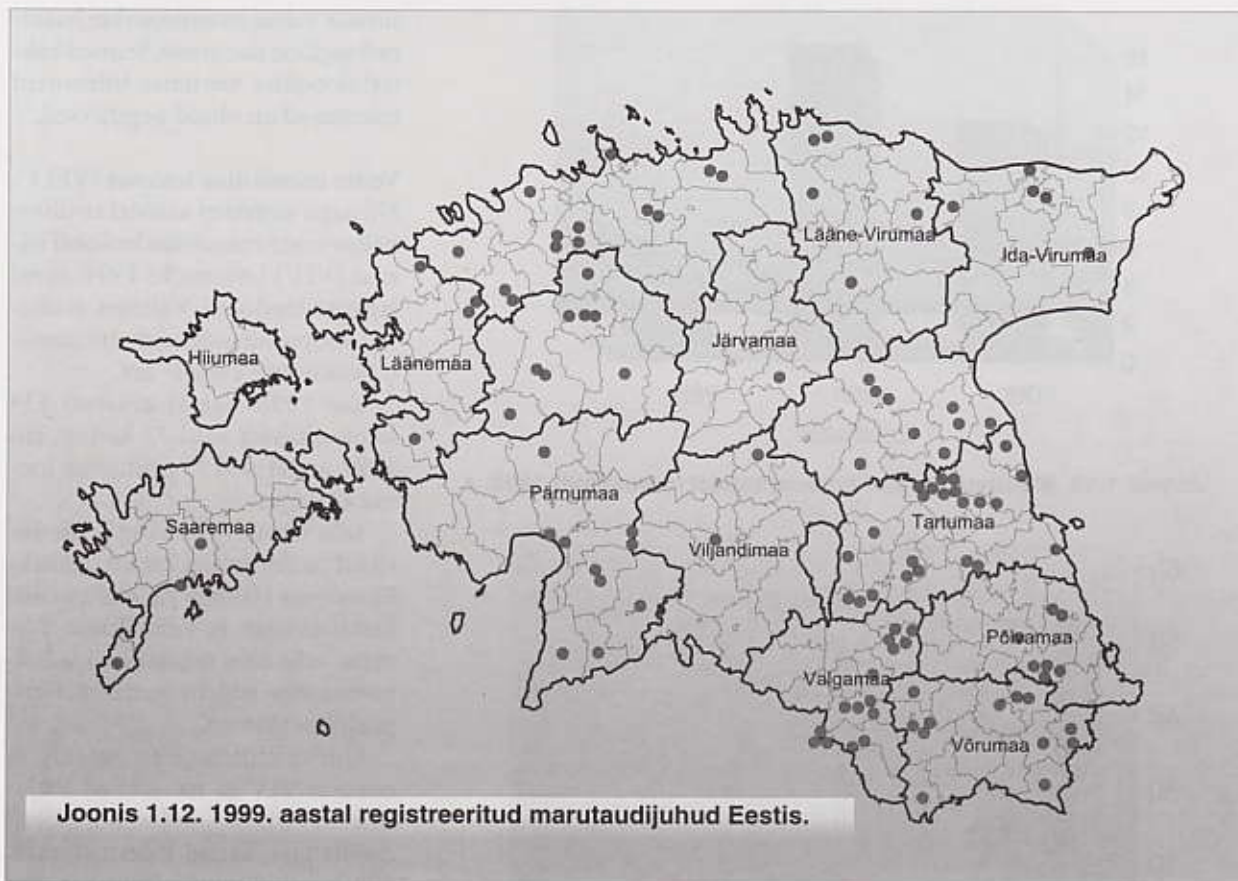 Lääne-Virumaa
Ida-Virumaa
Hiiumaa
Läänemaa
Järvamaa
Saaremaa
Pärnumaa
Viljandimaa
Tartumaa
Põlvamaa
Valgamaa
Võrumaa
Joonis 1.12. 1999. aastal registreeritud marutaudijuhud Eestis.